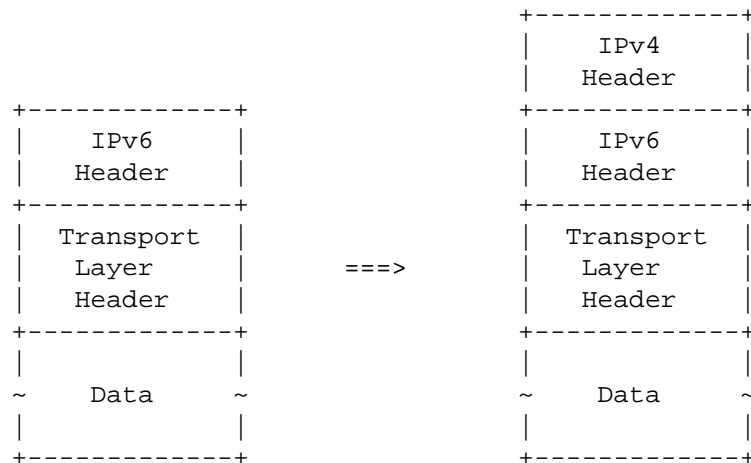 +-------------+
                                 |    IPv4     |
                                 |   Header    |
+-------------+                  +-------------+
|    IPv6     |                  |    IPv6     |
|   Header    |                  |   Header    |
+-------------+                  +-------------+
|  Transport  |                  |  Transport  |
|   Layer     |      ===>        |   Layer     |
|   Header    |                  |   Header    |
+-------------+                  +-------------+
|             |                  |             |
~    Data     ~                  ~    Data     ~
|             |                  |             |
+-------------+                  +-------------+